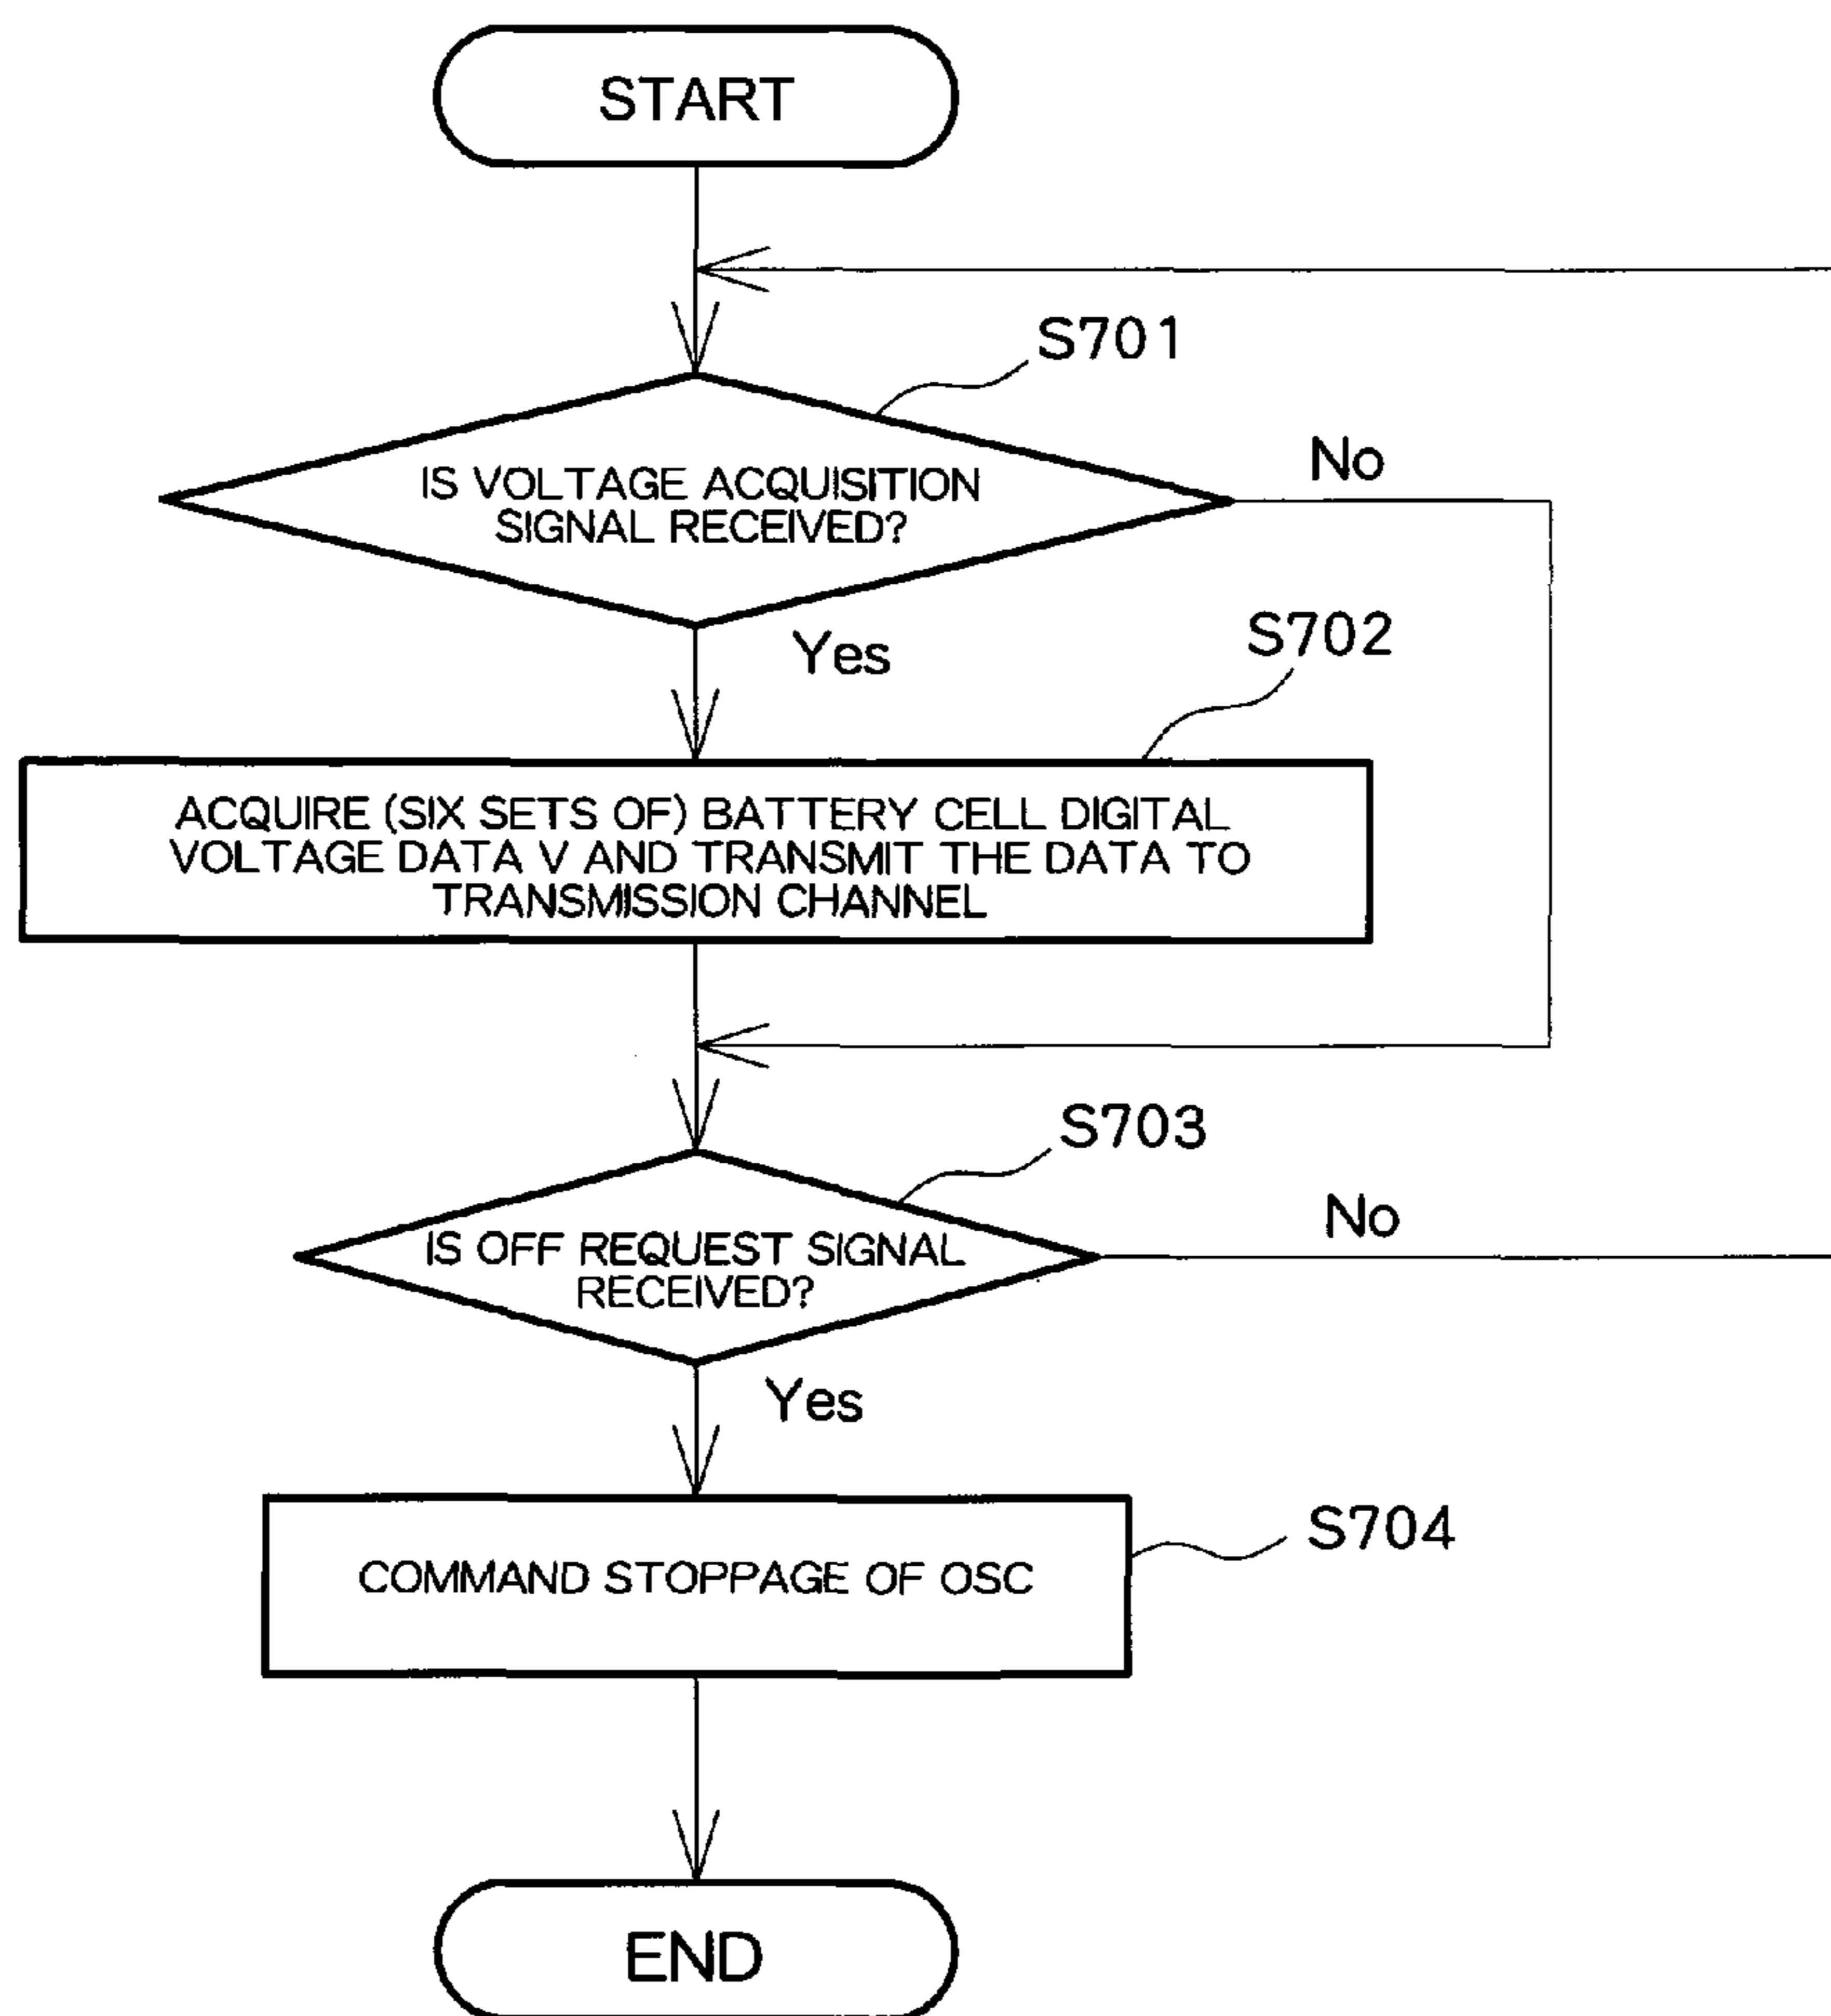 START
S701
IS VOLTAGE ACQUISITION
SIGNAL RECEIVED?
No
Yes
S702
ACQUIRE (SIX SETS OF) BATTERY CELL DIGITAL
VOLTAGE DATA V AND TRANSMIT THE DATA TO
TRANSMISSION CHANNEL
S703
IS OFF REQUEST SIGNAL
RECEIVED?
No
Yes
S704
COMMAND STOPPAGE OF OSC
END